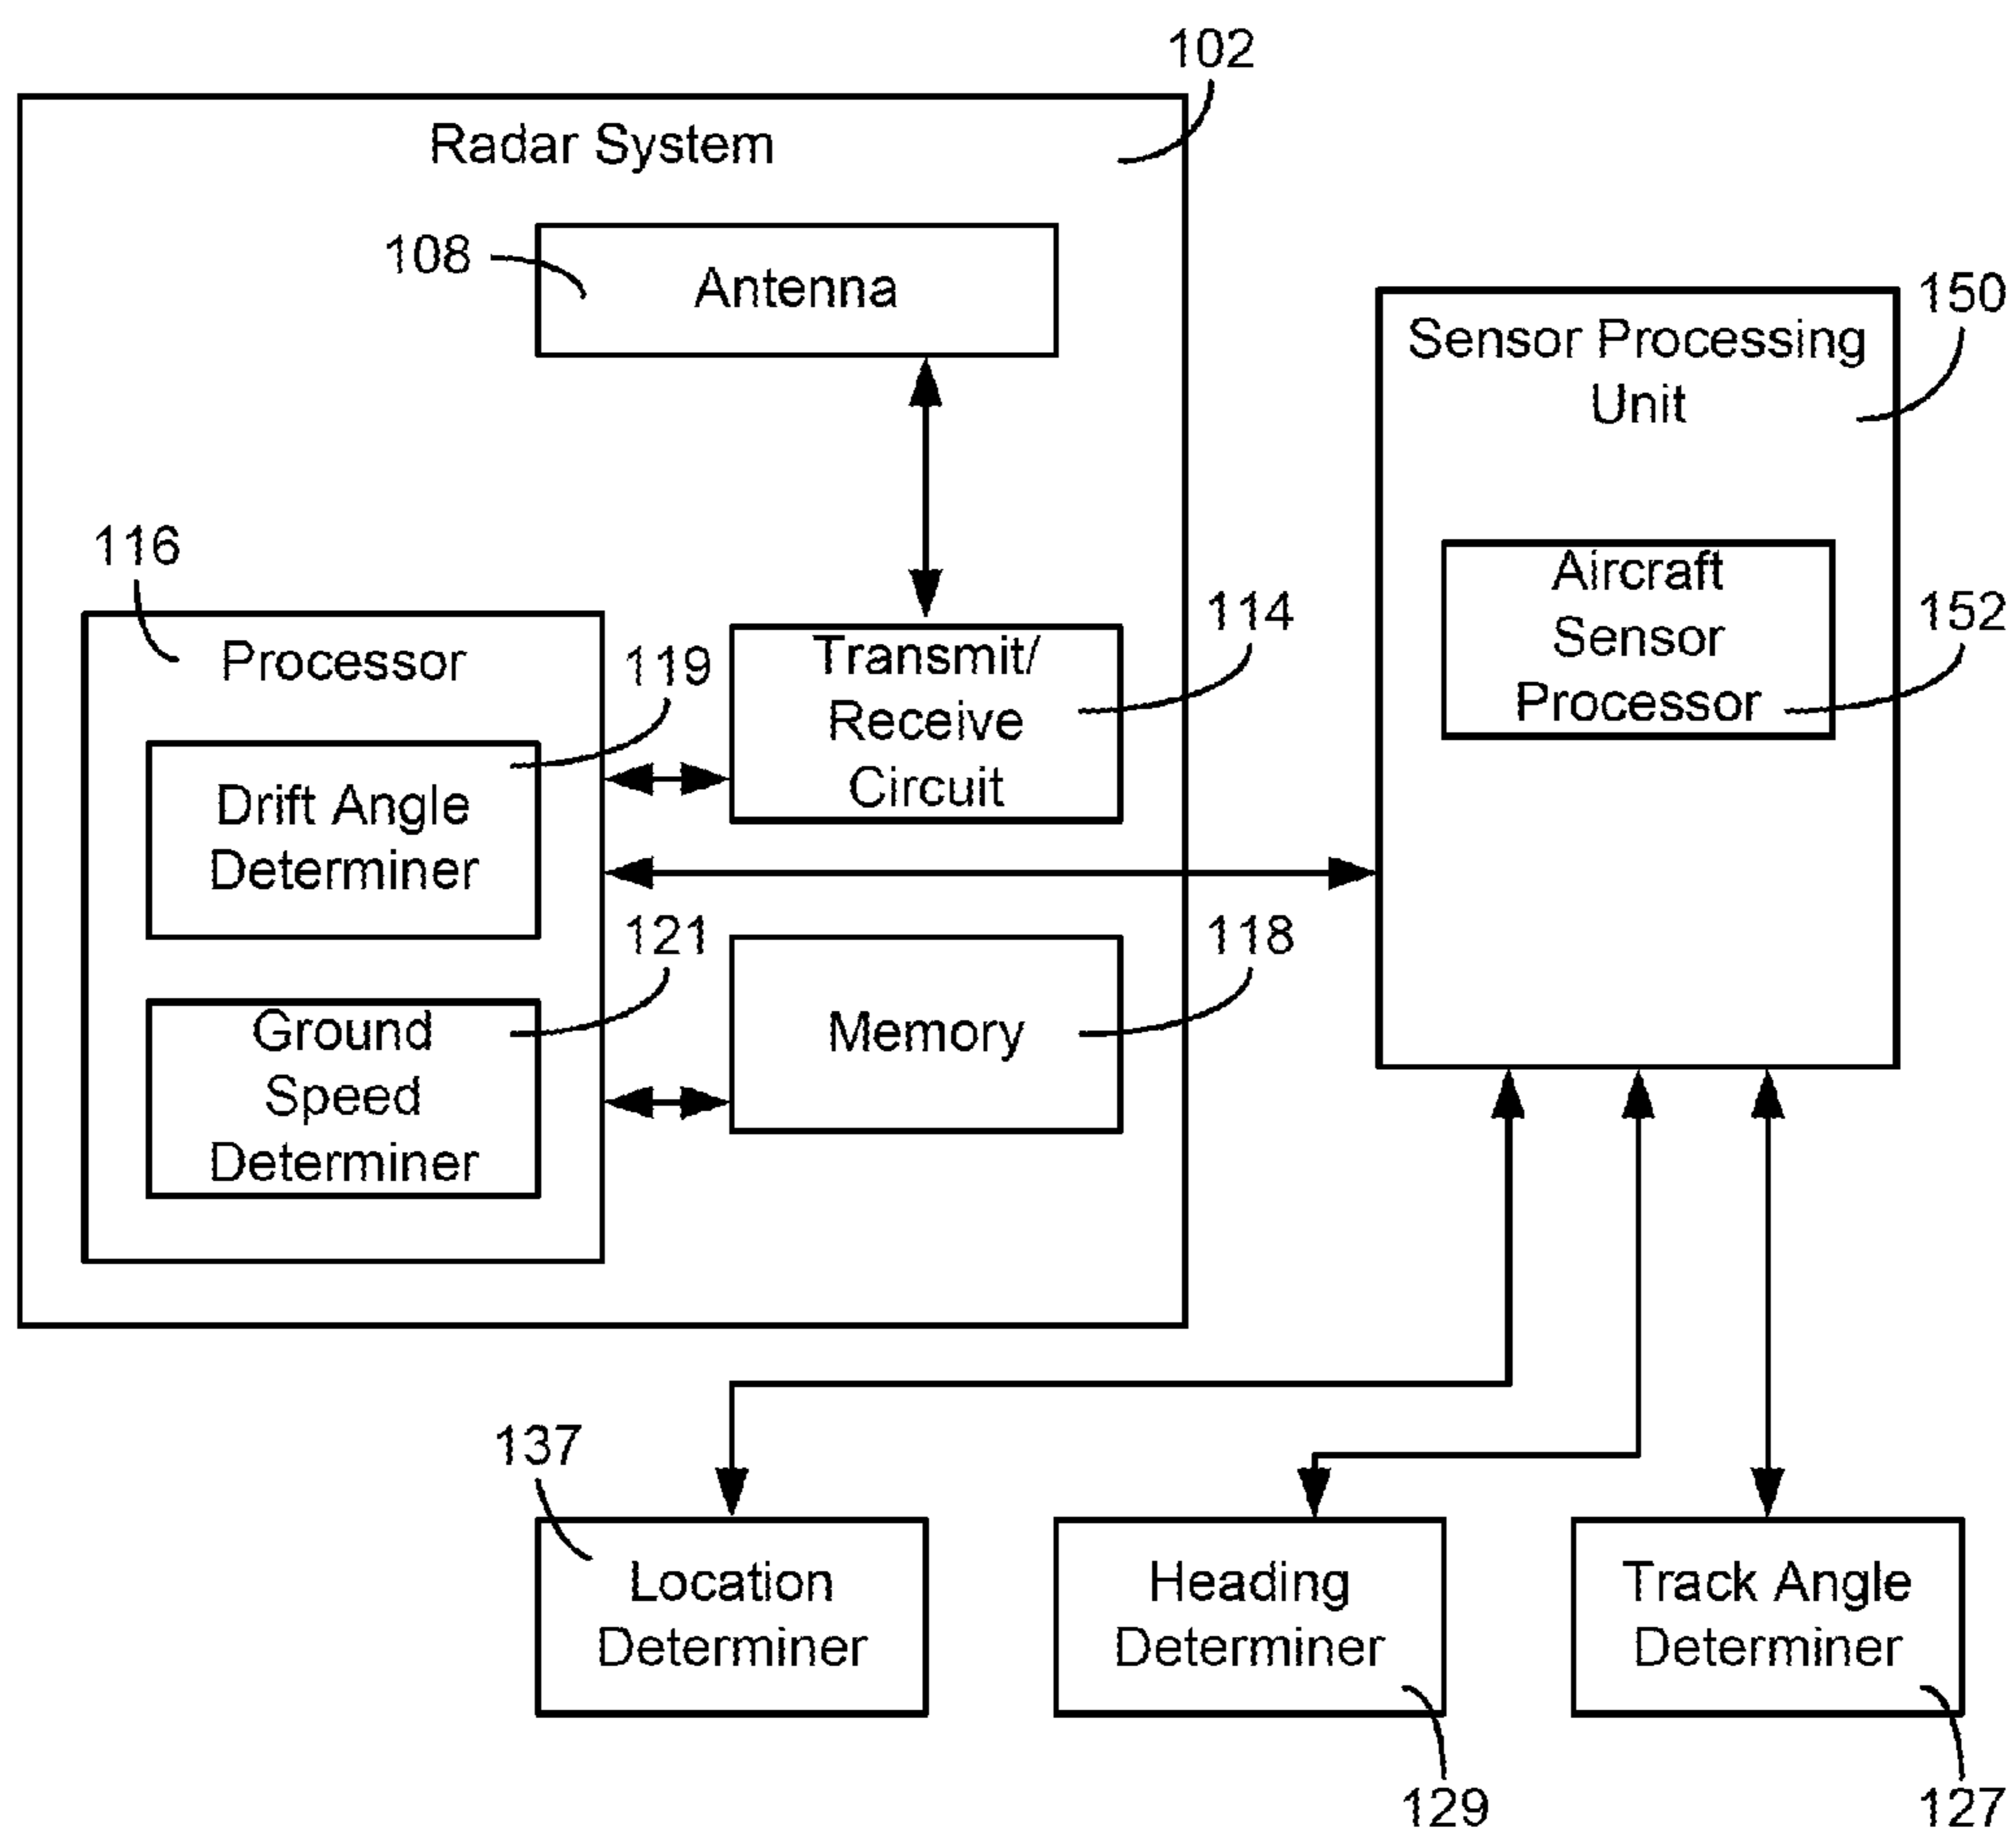 102
Radar System
108
Antenna
150
Sensor Processing
Unit
116
Aircraft
Sensor
Processor
152
114
Processor
119
Transmit/
Receive
Circuit
Drift Angle
Determiner
121
118
Ground
Speed
Determiner
Memory
137
Location
Determiner
Heading
Determiner
Track Angle
Determiner
129
127